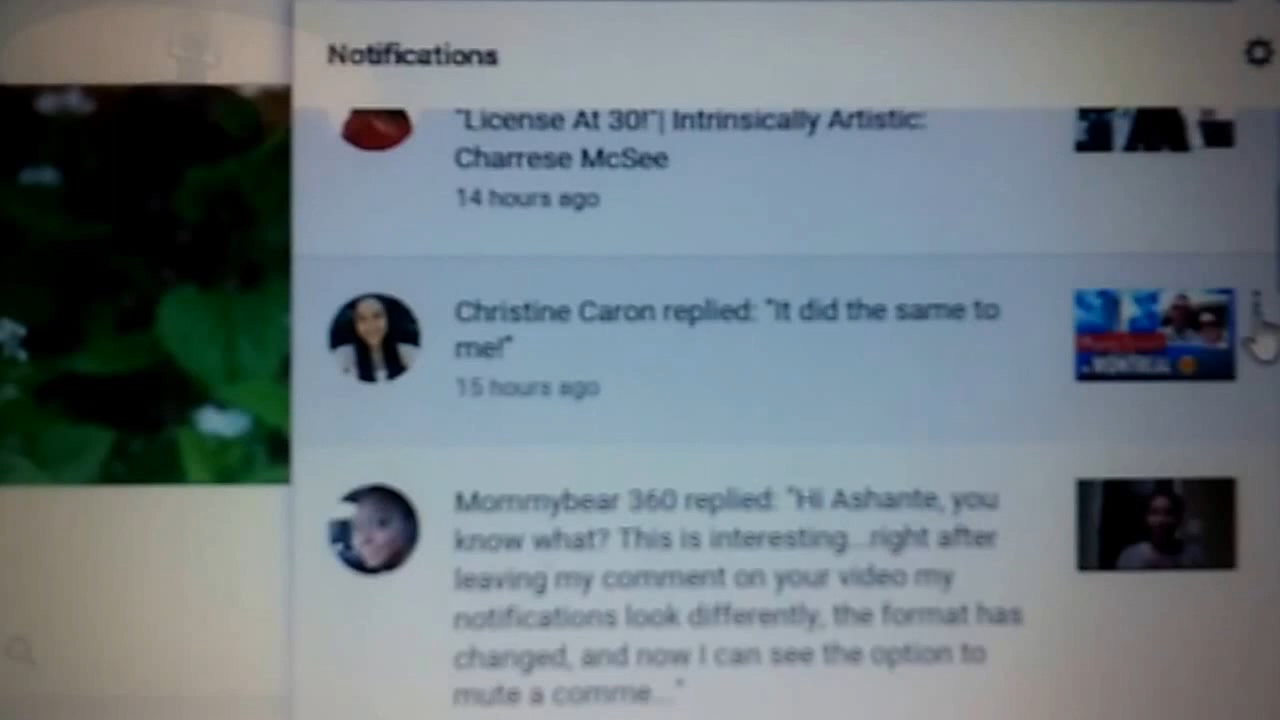 Notifications
"License At 30!"| Intrinsically Artistic:
Charrese McSee
14 hours ago
Christine Caron replied: "It did the same to
me!"
15 hours ago
MONTREAL
Mommybear 360 replied: "Hi Ashante, you
know what? This is interesting...right after
leaving my comment on your video my
notifications look differently, the format has
changed, and now I can see the option to
mute a comme..."